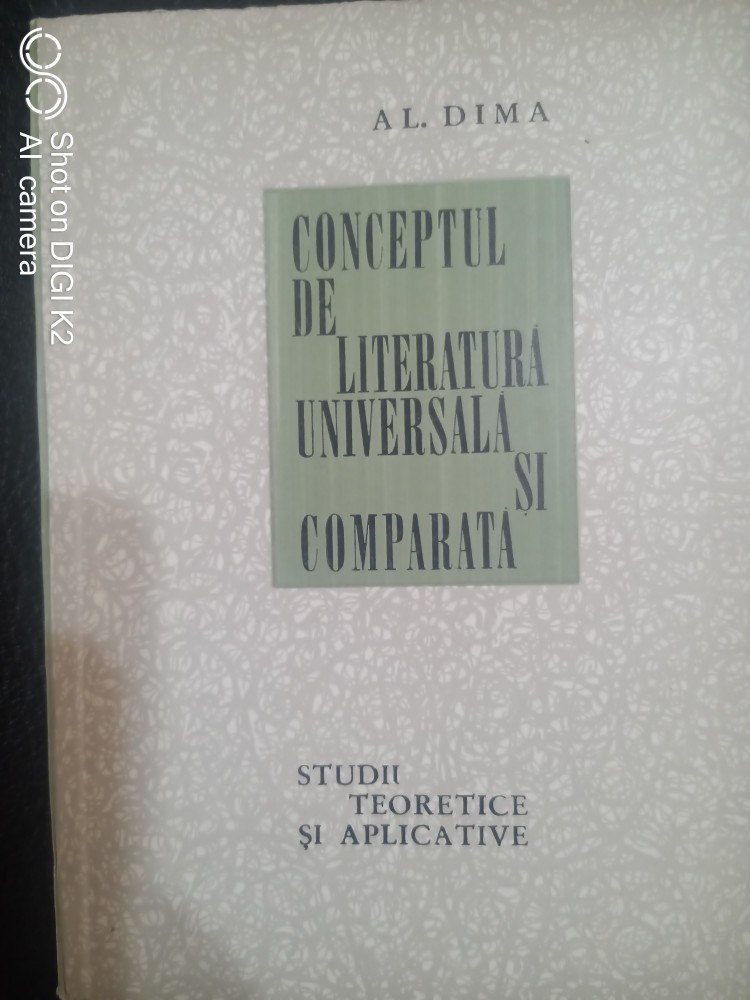 AL. DIMA
CONCEPTUL
DE
LITERATURĂ
UNIVERSALĂ
ȘI
COMPARATĂ
STUDII
TEORETICE
ȘI APLICATIVE
Shot on DIGI K2
AI camera